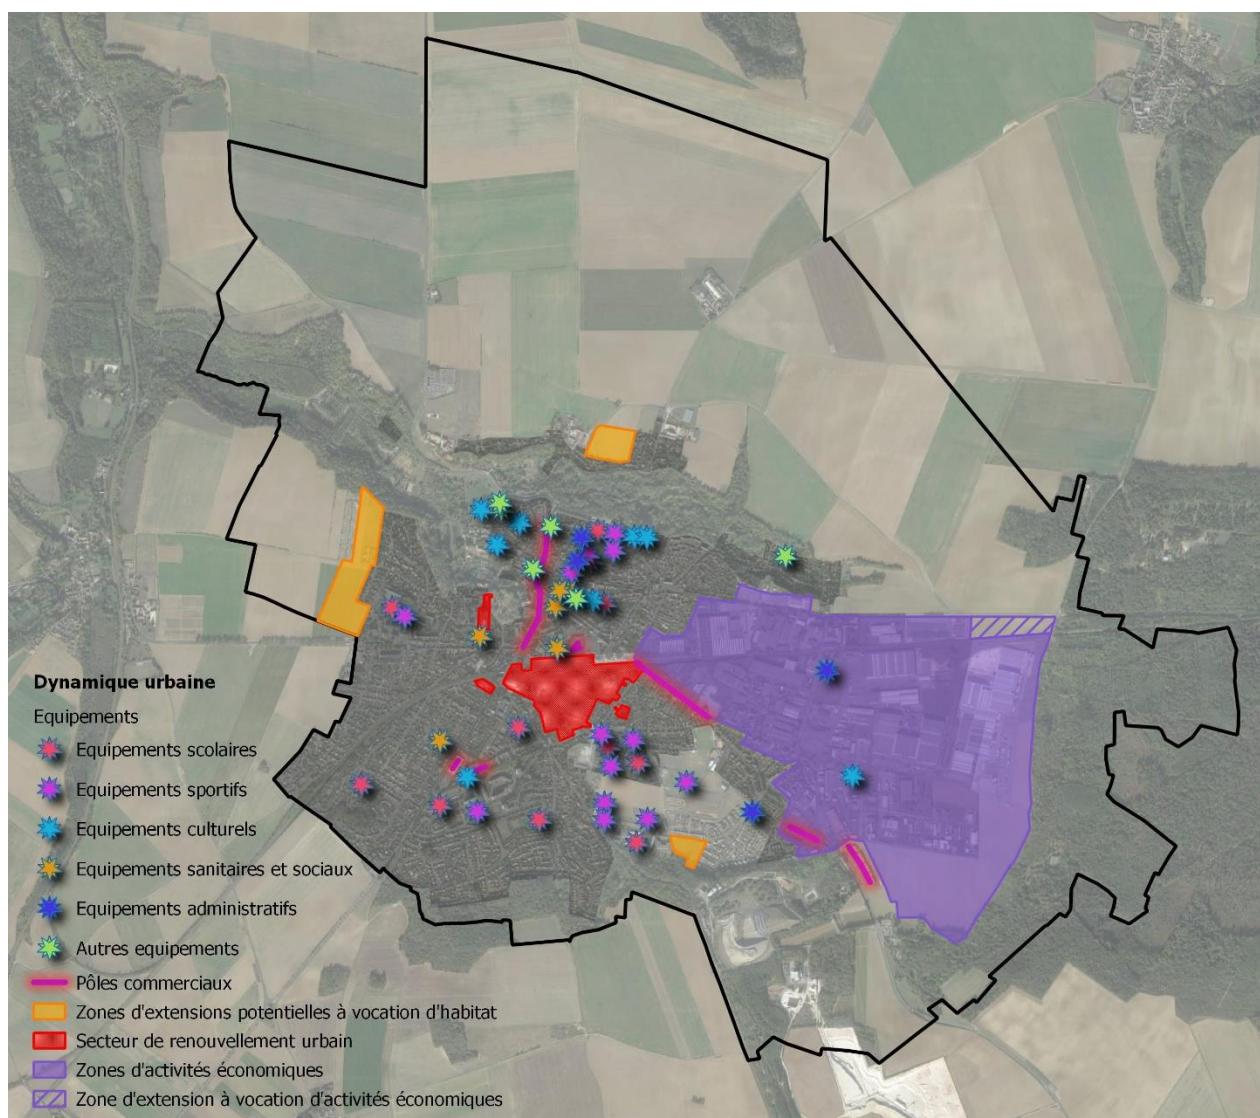 Dynamique urbaine
Equipements
Equipements scolaires
Equipements sportifs
Equipements culturels
Equipements sanitaires et sociaux
Equipements administratifs
Autres equipements
Pôles commerciaux
Zones d'extensions potentielles à vocation d'habitat
Secteur de renouvellement urbain
Zones d'activités économiques
Zone d'extension à vocation d'activités économiques